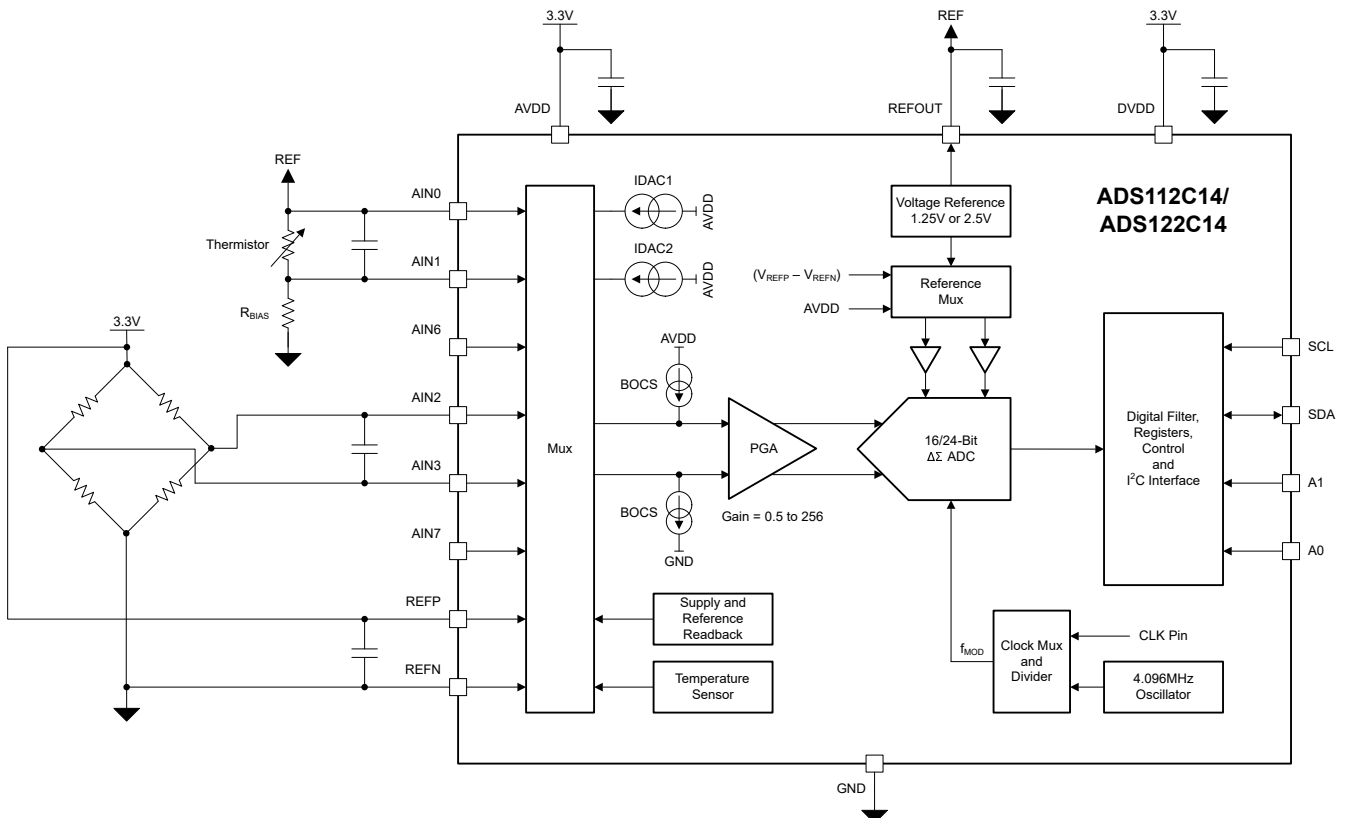 3.3V
REF
3.3V
AVDD
REFOUT
DVDD
REF
AIN0
Thermistor
AIN1
R_BIAS
3.3V
AIN6
AIN2
AIN3
AIN7
REFP
REFN
Mux
IDAC1
AVDD
IDAC2
AVDD
AVDD
BOCS
BOCS
GND
PGA
Gain = 0.5 to 256
Supply and
Reference
Readback
Temperature
Sensor
Voltage Reference
1.25V or 2.5V
(V_REFP – V_REFN)
AVDD
Reference
Mux
16/24-Bit
ΔΣ ADC
f_MOD
Clock Mux
and
Divider
CLK Pin
4.096MHz
Oscillator
ADS112C14/
ADS122C14
Digital Filter,
Registers,
Control
and
I²C Interface
SCL
SDA
A1
A0
GND